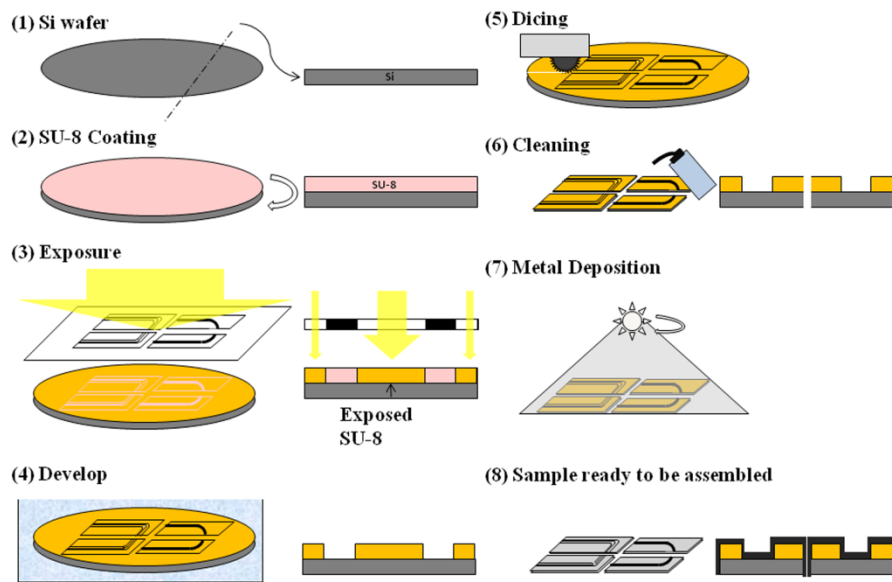 (1) Si wafer
Si
(2) SU-8 Coating
SU-8
(3) Exposure
Exposed
SU-8
(4) Develop
(5) Dicing
(6) Cleaning
(7) Metal Deposition
(8) Sample ready to be assembled